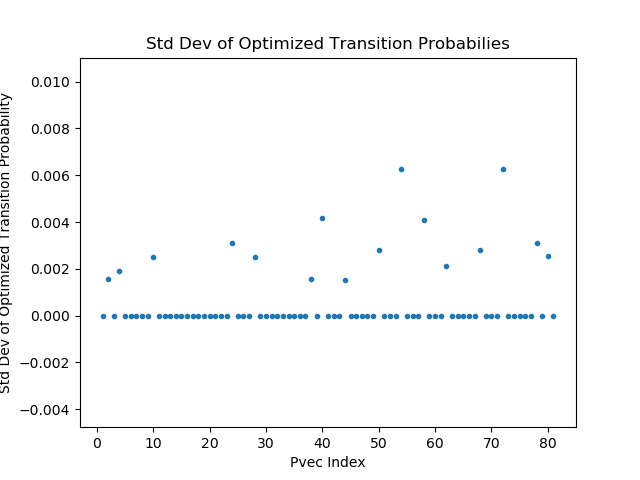 Std Dev of Optimized Transition Probabilies
Std Dev of Optimized Transition Probability
0.010
0.008
0.006
0.004
0.002
0.000
−0.002
−0.004
0 10 20 30 40 50 60 70 80
Pvec Index